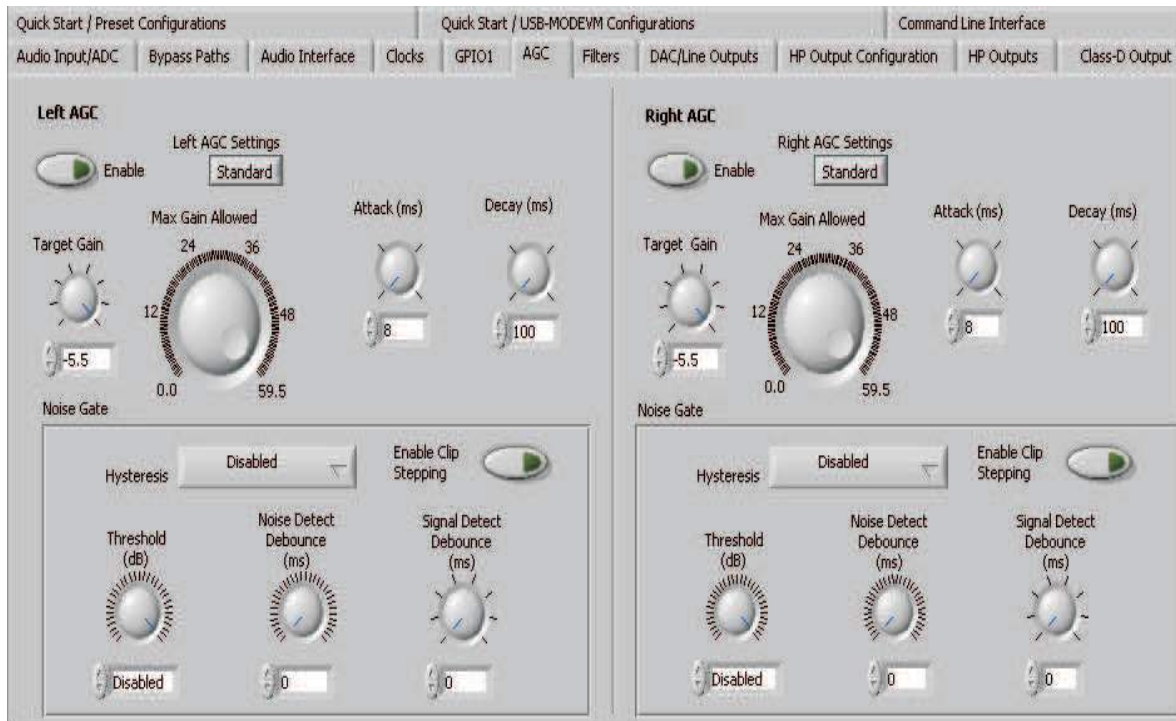 Quick Start / Preset Configurations
Quick Start / USB-MODEVM Configurations
Command Line Interface
Audio Input/ADC
Bypass Paths
Audio Interface
Clocks
GPIO1
AGC
Filters
DAC/Line Outputs
HP Output Configuration
HP Outputs
Class-D Output
Left AGC
Enable
Left AGC Settings
Standard
Target Gain
-5.5
Max Gain Allowed
0.0
12
24
36
48
59.5
Attack (ms)
8
Decay (ms)
100
Noise Gate
Hysteresis
Disabled
Enable Clip
Stepping
Threshold
(dB)
Disabled
Noise Detect
Debounce
(ms)
0
Signal Detect
Debounce
(ms)
0
Right AGC
Enable
Right AGC Settings
Standard
Target Gain
-5.5
Max Gain Allowed
0.0
12
24
36
48
59.5
Attack (ms)
8
Decay (ms)
100
Noise Gate
Hysteresis
Disabled
Enable Clip
Stepping
Threshold
(dB)
Disabled
Noise Detect
Debounce
(ms)
0
Signal Detect
Debounce
(ms)
0